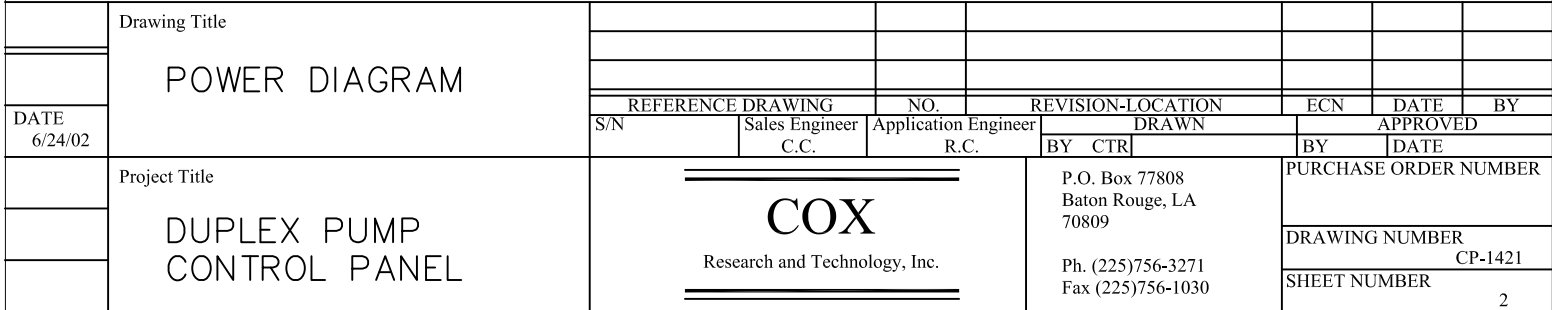 DATE
6/24/02
Drawing Title
POWER DIAGRAM
REFERENCE DRAWING NO. REVISION-LOCATION ECN DATE BY
S/N Sales Engineer Application Engineer DRAWN APPROVED
C.C. R.C. BY CTR BY DATE
Project Title
DUPLEX PUMP
CONTROL PANEL
COX
Research and Technology, Inc.
P.O. Box 77808
Baton Rouge, LA
70809
Ph. (225)756-3271
Fax (225)756-1030
PURCHASE ORDER NUMBER
DRAWING NUMBER
CP-1421
SHEET NUMBER
2